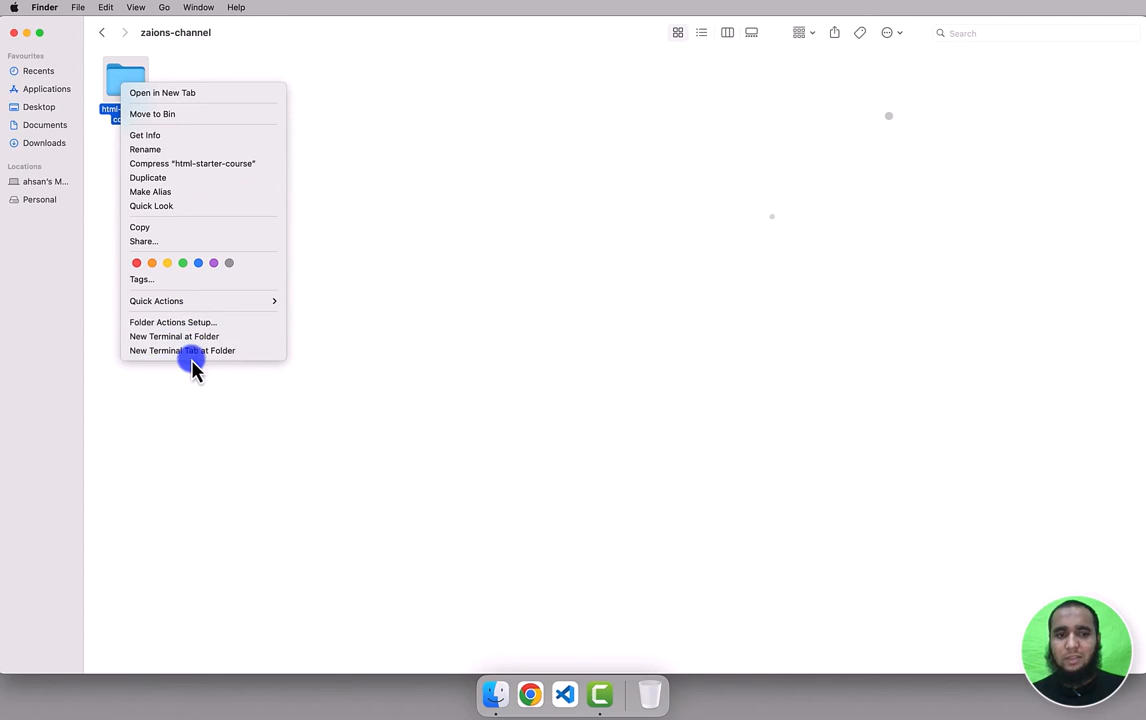 Finder File Edit View Go Window Help
zaions-channel
Search
Favourites
Recents
Applications
Desktop
Documents
Downloads
Locations
ahsan's M...
Personal
html-
co
Open in New Tab
Move to Bin
Get Info
Rename
Compress “html-starter-course”
Duplicate
Make Alias
Quick Look
Copy
Share...
Tags...
Quick Actions
Folder Actions Setup...
New Terminal at Folder
New Terminal Tab at Folder